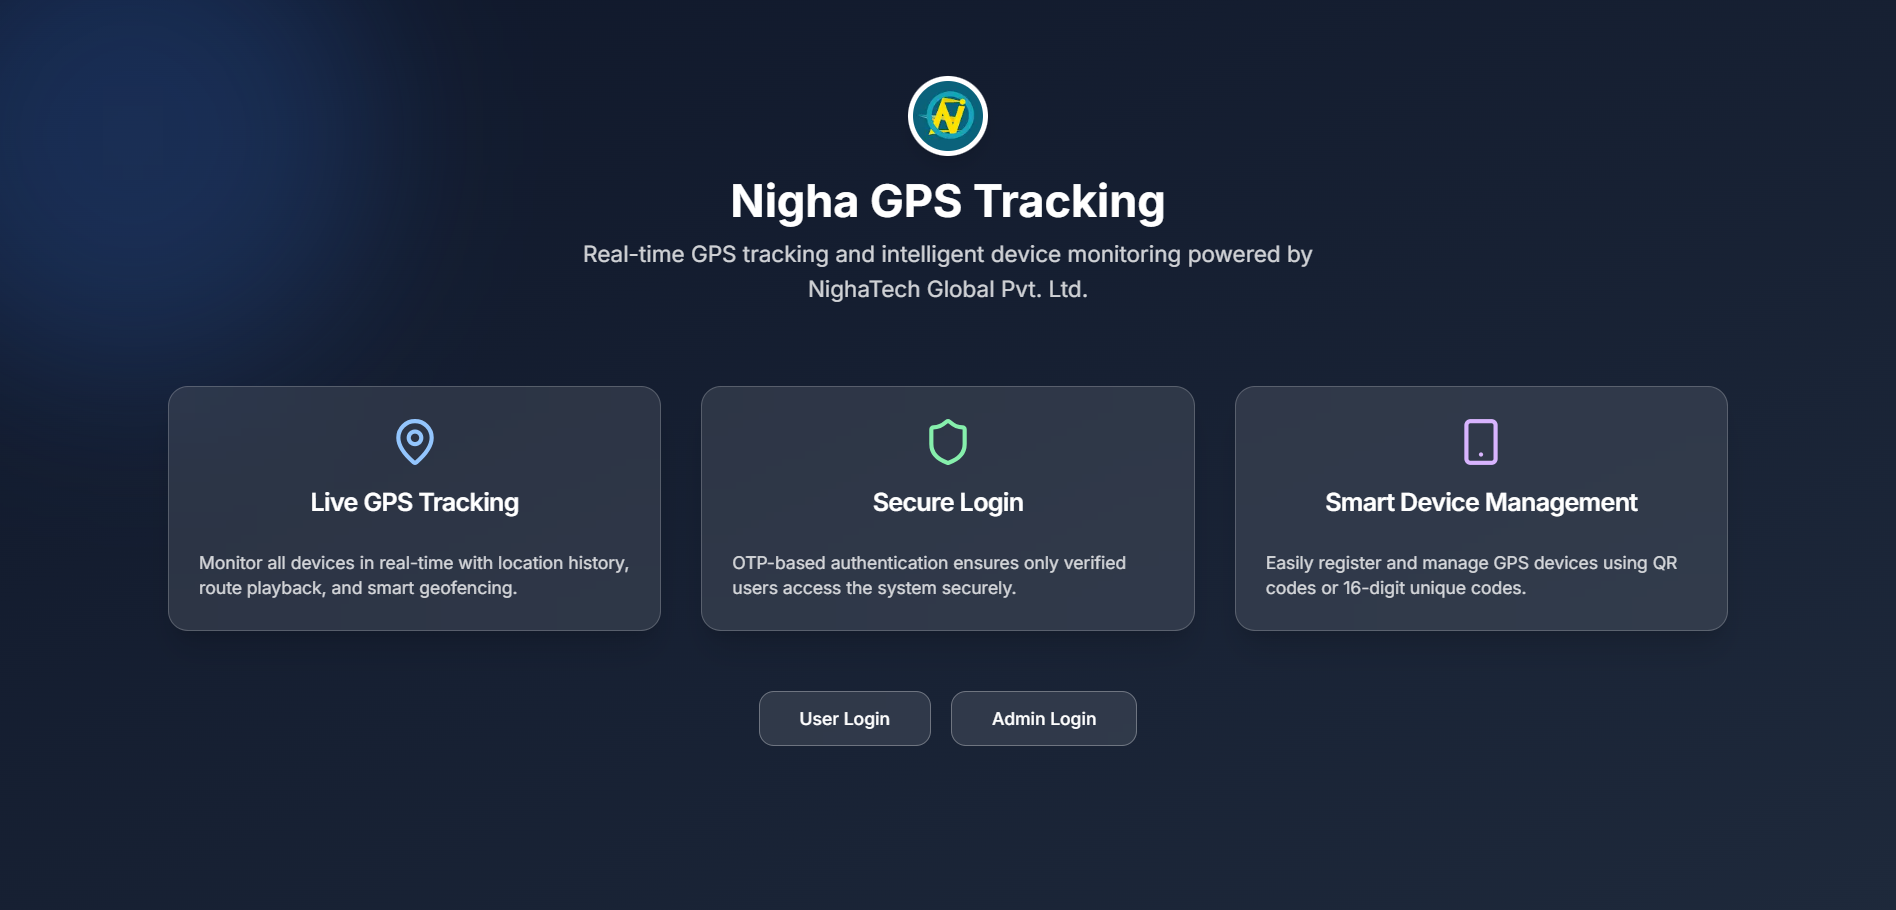 Nigha GPS Tracking
Real-time GPS tracking and intelligent device monitoring powered by
NighaTech Global Pvt. Ltd.
Live GPS Tracking
Monitor all devices in real-time with location history,
route playback, and smart geofencing.
Secure Login
OTP-based authentication ensures only verified
users access the system securely.
Smart Device Management
Easily register and manage GPS devices using QR
codes or 16-digit unique codes.
User Login
Admin Login